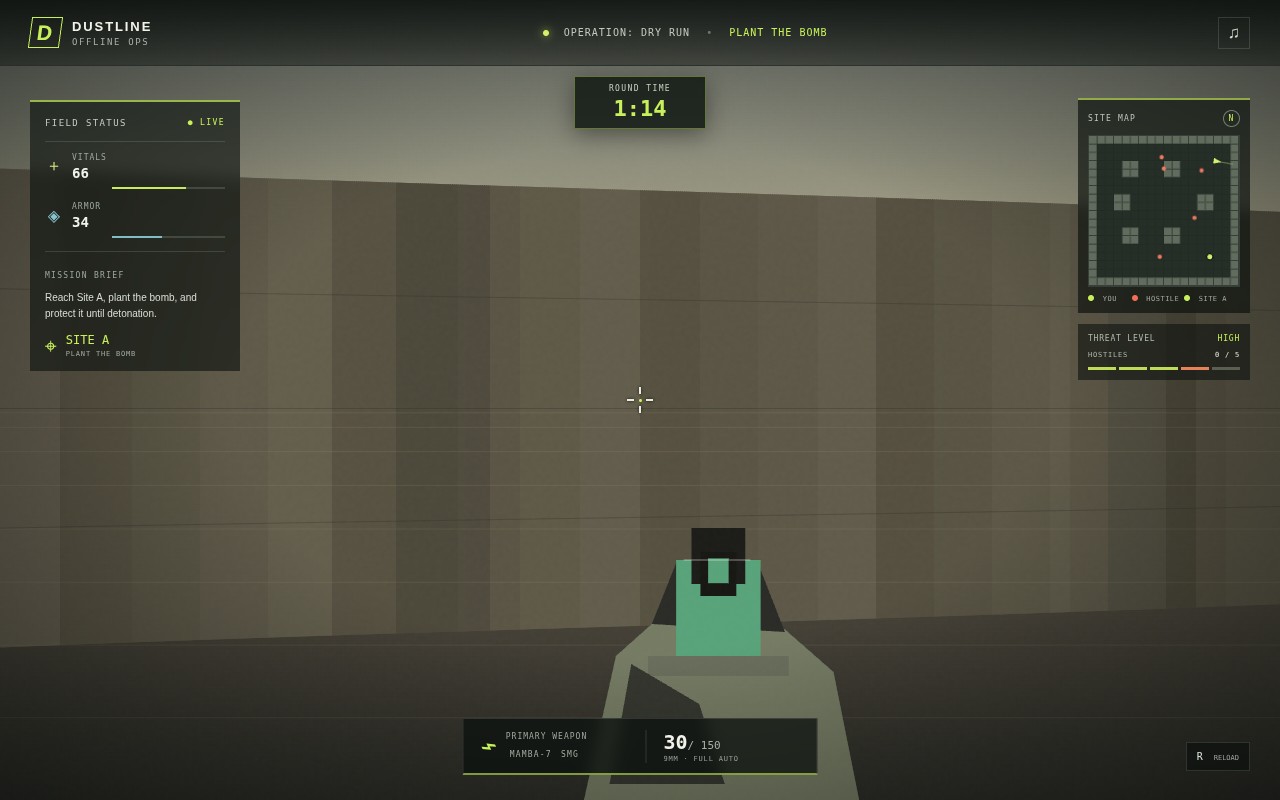 D
DUSTLINE
OFFLINE OPS
OPERATION: DRY RUN • PLANT THE BOMB
♫
ROUND TIME
1:14
FIELD STATUS ● LIVE
VITALS
66
ARMOR
34
MISSION BRIEF
Reach Site A, plant the bomb, and
protect it until detonation.
SITE A
PLANT THE BOMB
SITE MAP N
YOU HOSTILE SITE A
THREAT LEVEL HIGH
HOSTILES 0 / 5
PRIMARY WEAPON
MAMBA-7 SMG
30/ 150
9MM · FULL AUTO
R RELOAD